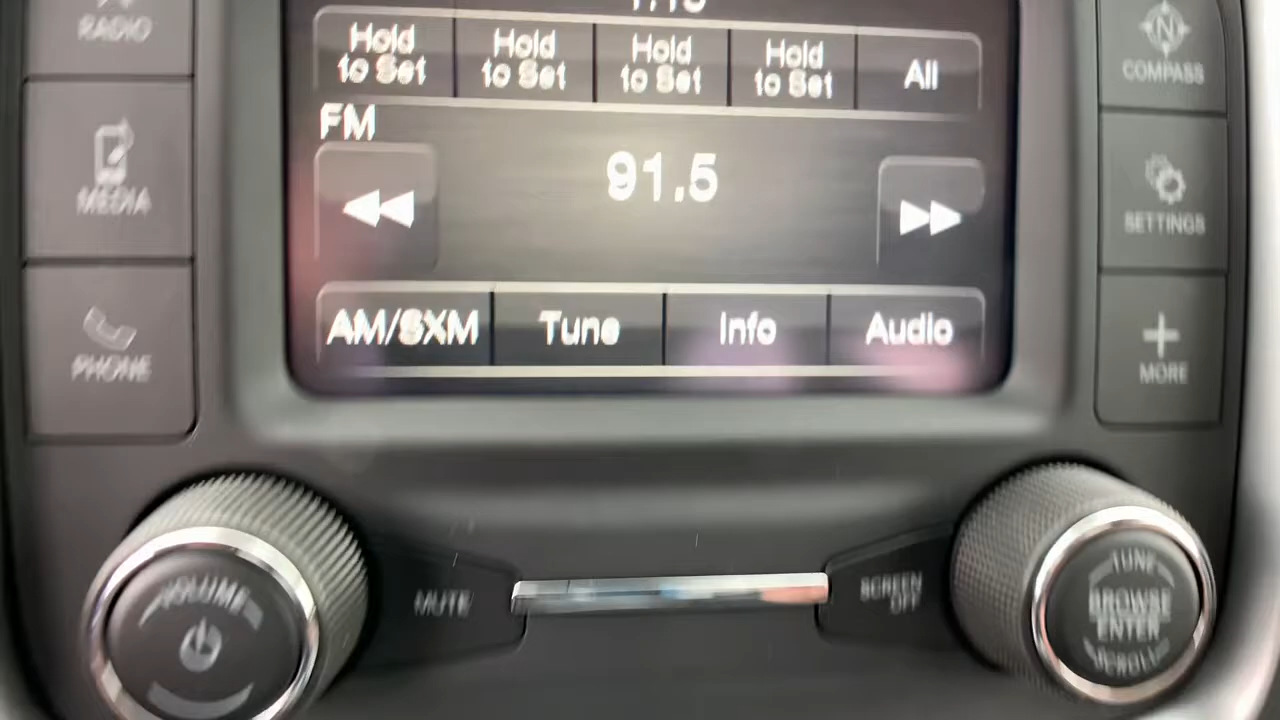 RADIO
MEDIA
PHONE
Hold to Set
Hold to Set
Hold to Set
Hold to Set
All
FM
91.5
AM/SXM
Tune
Info
Audio
COMPASS
SETTINGS
MORE
VOLUME
MUTE
SCREEN
OFF
TUNE
BROWSE
ENTER
SCROLL